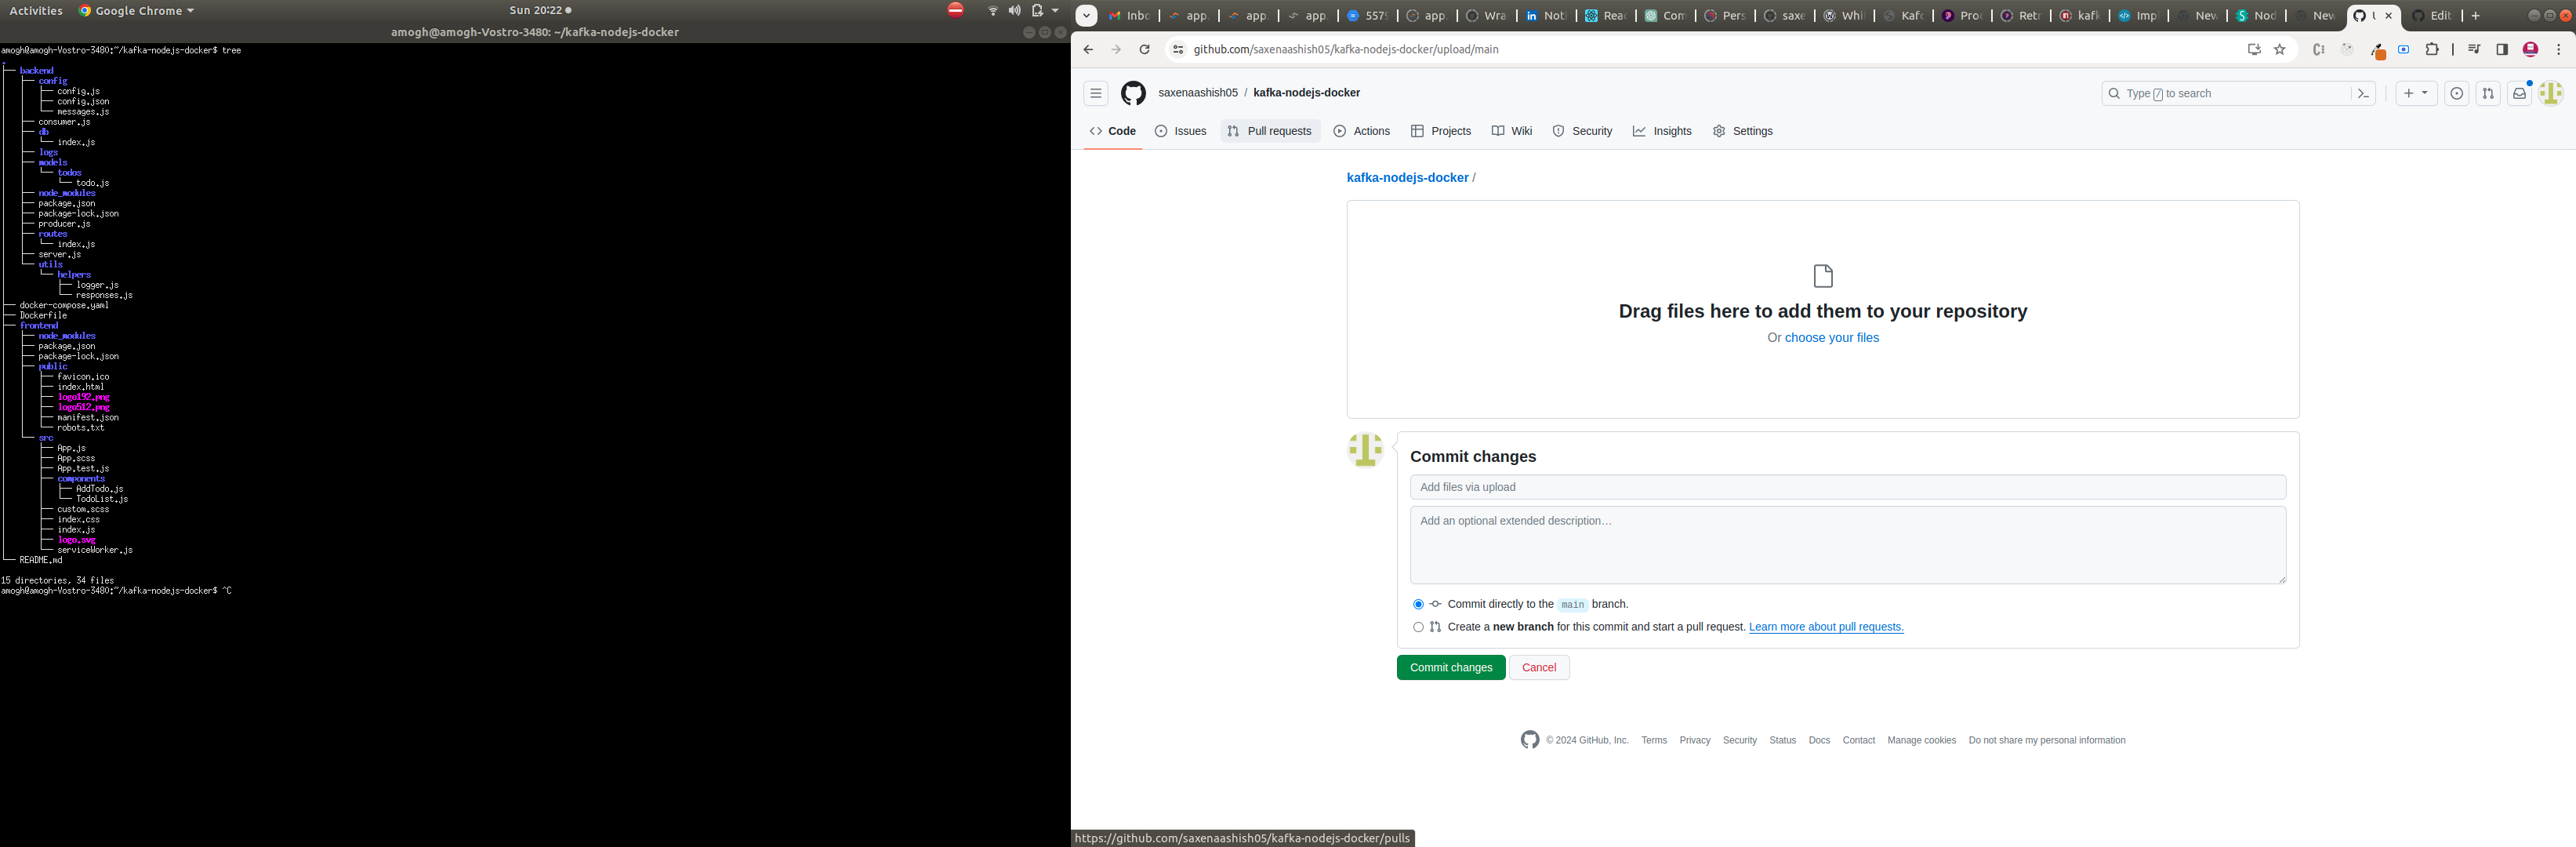 Activities Google Chrome Sun 20:22
amogh@amogh-Vostro-3480: ~/kafka-nodejs-docker
amogh@amogh-Vostro-3480:~/kafka-nodejs-docker$ tree
.
├── backend
│   ├── config
│   │   ├── config.js
│   │   ├── config.json
│   │   └── messages.js
│   ├── consumer.js
│   ├── db
│   │   └── index.js
│   ├── logs
│   ├── models
│   │   └── todos
│   │       └── todo.js
│   ├── node_modules
│   ├── package.json
│   ├── package-lock.json
│   ├── producer.js
│   ├── routes
│   │   └── index.js
│   ├── server.js
│   └── utils
│       └── helpers
│           ├── logger.js
│           └── responses.js
├── docker-compose.yaml
├── Dockerfile
├── frontend
│   ├── node_modules
│   ├── package.json
│   ├── package-lock.json
│   ├── public
│   │   ├── favicon.ico
│   │   ├── index.html
│   │   ├── logo192.png
│   │   ├── logo512.png
│   │   ├── manifest.json
│   │   └── robots.txt
│   └── src
│       ├── App.js
│       ├── App.scss
│       ├── App.test.js
│       ├── components
│       │   ├── AddTodo.js
│       │   └── TodoList.js
│       ├── custom.scss
│       ├── index.css
│       ├── index.js
│       ├── logo.svg
│       └── serviceWorker.js
└── README.md
15 directories, 34 files
amogh@amogh-Vostro-3480:~/kafka-nodejs-docker$ ^C
Inbo app. app. app. 5575 app. Wra Noti Reac Com Pers saxe Whi Kafc Proc Retr kafk Impl New Nod New Edit
github.com/saxenaashish05/kafka-nodejs-docker/upload/main
saxenaashish05 / kafka-nodejs-docker
Type / to search
Code Issues Pull requests Actions Projects Wiki Security Insights Settings
kafka-nodejs-docker /
Drag files here to add them to your repository
Or choose your files
Commit changes
Add files via upload
Add an optional extended description…
Commit directly to the main branch.
Create a new branch for this commit and start a pull request. Learn more about pull requests.
Commit changes Cancel
© 2024 GitHub, Inc. Terms Privacy Security Status Docs Contact Manage cookies Do not share my personal information
https://github.com/saxenaashish05/kafka-nodejs-docker/pulls